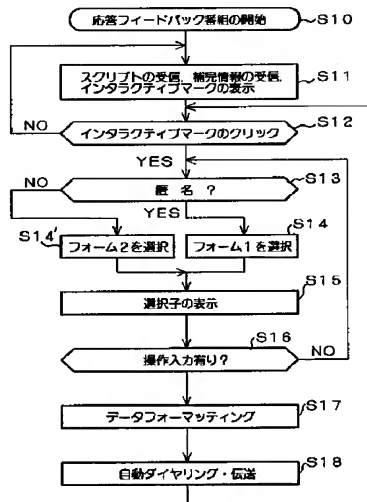 応答フィードバック番組の開始
S10
スクリプトの受信, 補完情報の受信,
インタラクティブマークの表示
S11
インタラクティブマークのクリック
S12
NO
YES
匿名 ?
S13
NO
YES
S14'
フォーム2を選択
フォーム1を選択
S14
選択子の表示
S15
操作入力有り?
S16
NO
データフォーマッティング
S17
自動ダイヤリング・伝送
S18